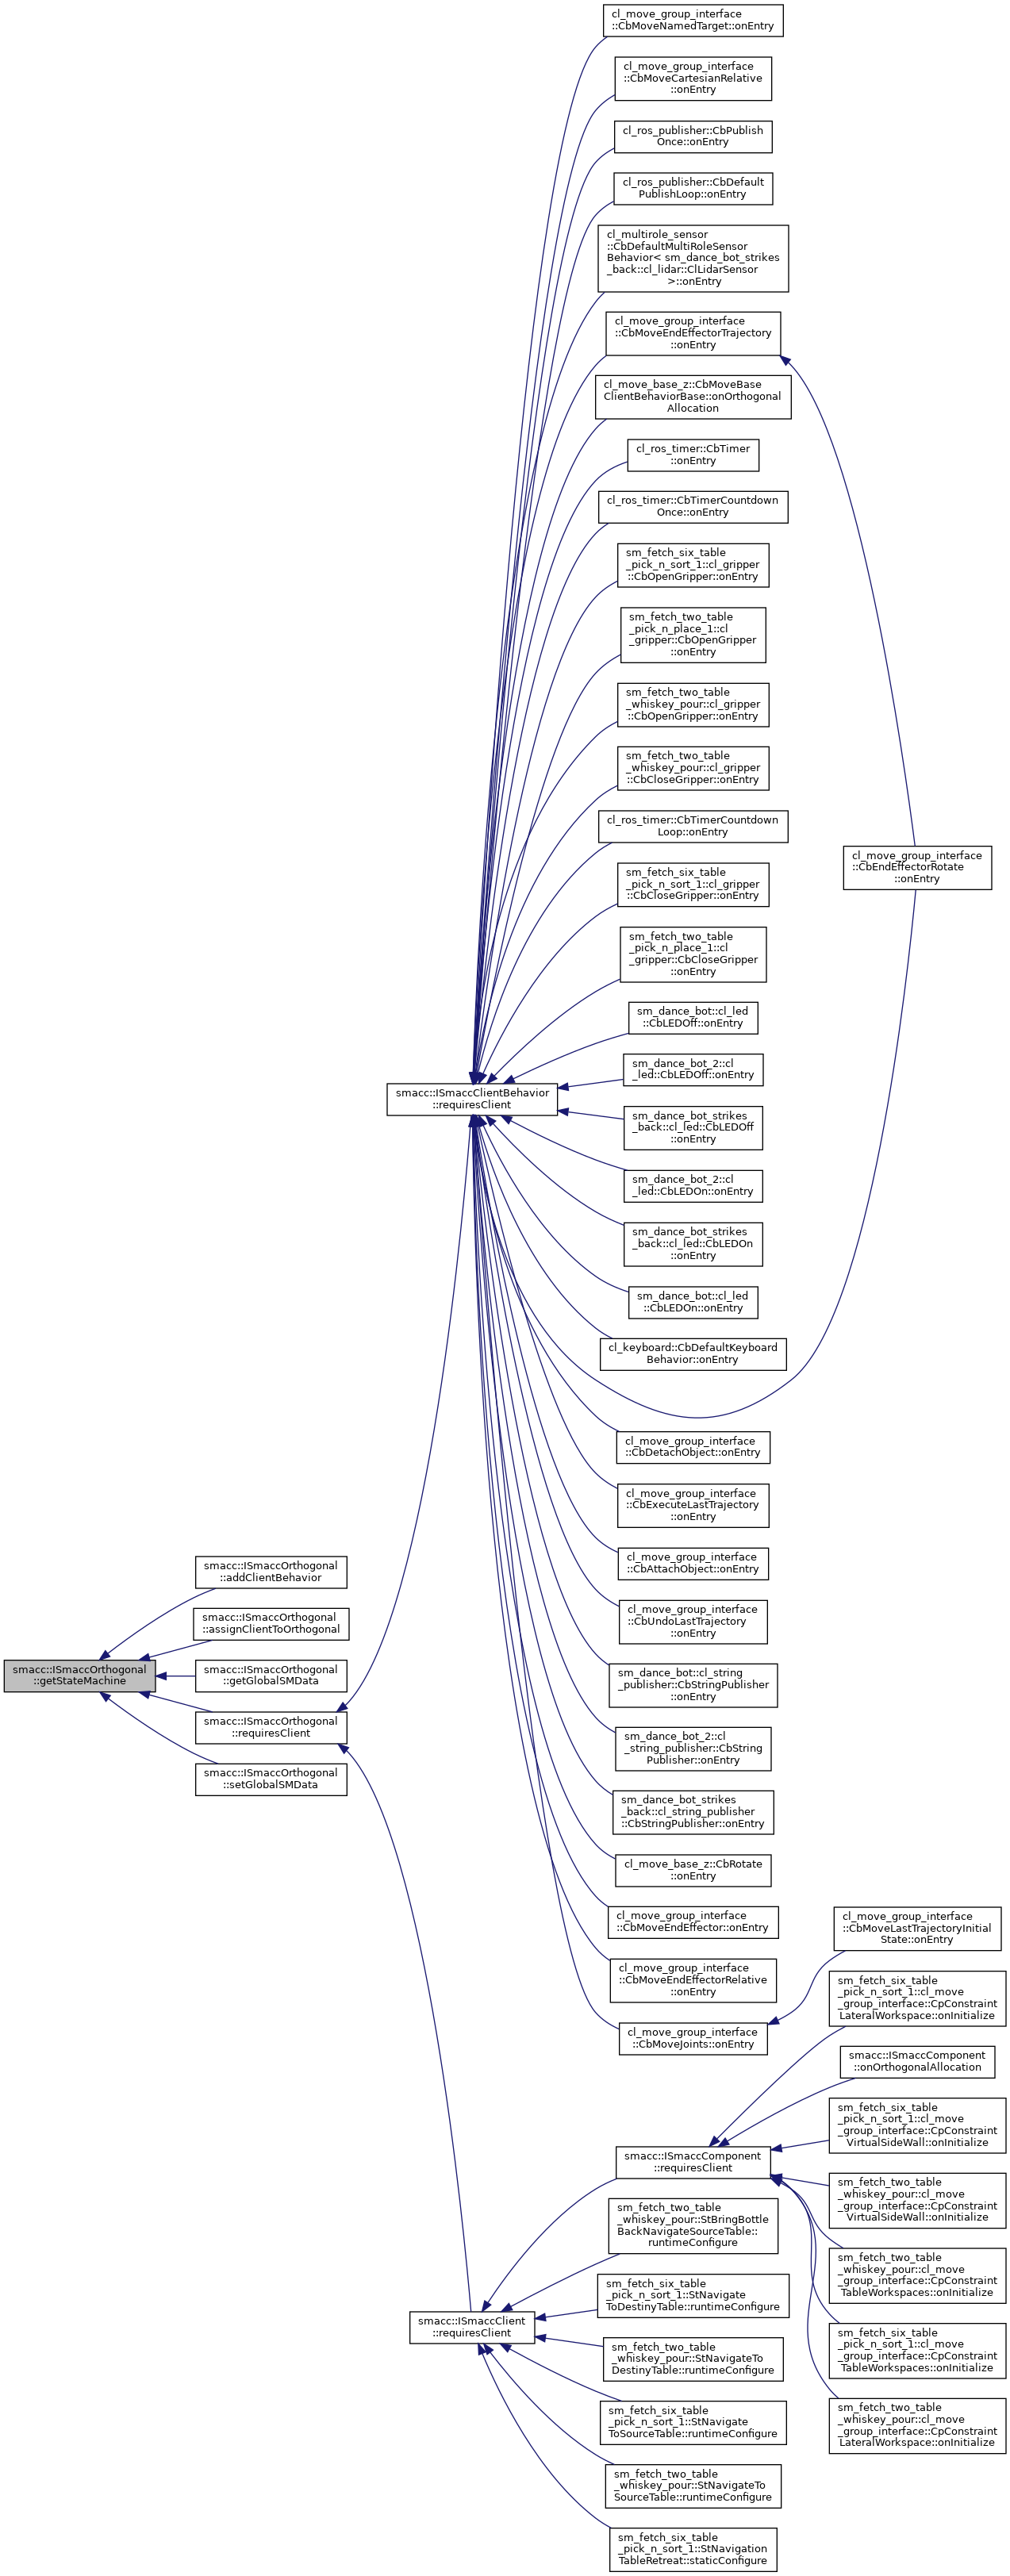 smacc::ISmaccOrthogonal
::getStateMachine
smacc::ISmaccOrthogonal
::addClientBehavior
smacc::ISmaccOrthogonal
::assignClientToOrthogonal
smacc::ISmaccOrthogonal
::getGlobalSMData
smacc::ISmaccOrthogonal
::requiresClient
smacc::ISmaccOrthogonal
::setGlobalSMData
smacc::ISmaccClientBehavior
::requiresClient
smacc::ISmaccClient
::requiresClient
cl_move_group_interface
::CbMoveNamedTarget::onEntry
cl_move_group_interface
::CbMoveCartesianRelative
::onEntry
cl_ros_publisher::CbPublish
Once::onEntry
cl_ros_publisher::CbDefault
PublishLoop::onEntry
cl_multirole_sensor
::CbDefaultMultiRoleSensor
Behavior< sm_dance_bot_strikes
_back::cl_lidar::ClLidarSensor
>::onEntry
cl_move_group_interface
::CbMoveEndEffectorTrajectory
::onEntry
cl_move_base_z::CbMoveBase
ClientBehaviorBase::onOrthogonal
Allocation
cl_ros_timer::CbTimer
::onEntry
cl_ros_timer::CbTimerCountdown
Once::onEntry
sm_fetch_six_table
_pick_n_sort_1::cl_gripper
::CbOpenGripper::onEntry
sm_fetch_two_table
_pick_n_place_1::cl
_gripper::CbOpenGripper
::onEntry
sm_fetch_two_table
_whiskey_pour::cl_gripper
::CbOpenGripper::onEntry
sm_fetch_two_table
_whiskey_pour::cl_gripper
::CbCloseGripper::onEntry
cl_ros_timer::CbTimerCountdown
Loop::onEntry
sm_fetch_six_table
_pick_n_sort_1::cl_gripper
::CbCloseGripper::onEntry
sm_fetch_two_table
_pick_n_place_1::cl
_gripper::CbCloseGripper
::onEntry
sm_dance_bot::cl_led
::CbLEDOff::onEntry
sm_dance_bot_2::cl
_led::CbLEDOff::onEntry
sm_dance_bot_strikes
_back::cl_led::CbLEDOff
::onEntry
sm_dance_bot_2::cl
_led::CbLEDOn::onEntry
sm_dance_bot_strikes
_back::cl_led::CbLEDOn
::onEntry
sm_dance_bot::cl_led
::CbLEDOn::onEntry
cl_keyboard::CbDefaultKeyboard
Behavior::onEntry
cl_move_group_interface
::CbDetachObject::onEntry
cl_move_group_interface
::CbExecuteLastTrajectory
::onEntry
cl_move_group_interface
::CbAttachObject::onEntry
cl_move_group_interface
::CbUndoLastTrajectory
::onEntry
sm_dance_bot::cl_string
_publisher::CbStringPublisher
::onEntry
sm_dance_bot_2::cl
_string_publisher::CbString
Publisher::onEntry
sm_dance_bot_strikes
_back::cl_string_publisher
::CbStringPublisher::onEntry
cl_move_base_z::CbRotate
::onEntry
cl_move_group_interface
::CbMoveEndEffector::onEntry
cl_move_group_interface
::CbMoveEndEffectorRelative
::onEntry
cl_move_group_interface
::CbMoveJoints::onEntry
smacc::ISmaccComponent
::requiresClient
sm_fetch_two_table
_whiskey_pour::StBringBottle
BackNavigateSourceTable::
runtimeConfigure
sm_fetch_six_table
_pick_n_sort_1::StNavigate
ToDestinyTable::runtimeConfigure
sm_fetch_two_table
_whiskey_pour::StNavigateTo
DestinyTable::runtimeConfigure
sm_fetch_six_table
_pick_n_sort_1::StNavigate
ToSourceTable::runtimeConfigure
sm_fetch_two_table
_whiskey_pour::StNavigateTo
SourceTable::runtimeConfigure
sm_fetch_six_table
_pick_n_sort_1::StNavigation
TableRetreat::staticConfigure
cl_move_group_interface
::CbEndEffectorRotate
::onEntry
cl_move_group_interface
::CbMoveLastTrajectoryInitial
State::onEntry
sm_fetch_six_table
_pick_n_sort_1::cl_move
_group_interface::CpConstraint
LateralWorkspace::onInitialize
smacc::ISmaccComponent
::onOrthogonalAllocation
sm_fetch_six_table
_pick_n_sort_1::cl_move
_group_interface::CpConstraint
VirtualSideWall::onInitialize
sm_fetch_two_table
_whiskey_pour::cl_move
_group_interface::CpConstraint
VirtualSideWall::onInitialize
sm_fetch_two_table
_whiskey_pour::cl_move
_group_interface::CpConstraint
TableWorkspaces::onInitialize
sm_fetch_six_table
_pick_n_sort_1::cl_move
_group_interface::CpConstraint
TableWorkspaces::onInitialize
sm_fetch_two_table
_whiskey_pour::cl_move
_group_interface::CpConstraint
LateralWorkspace::onInitialize